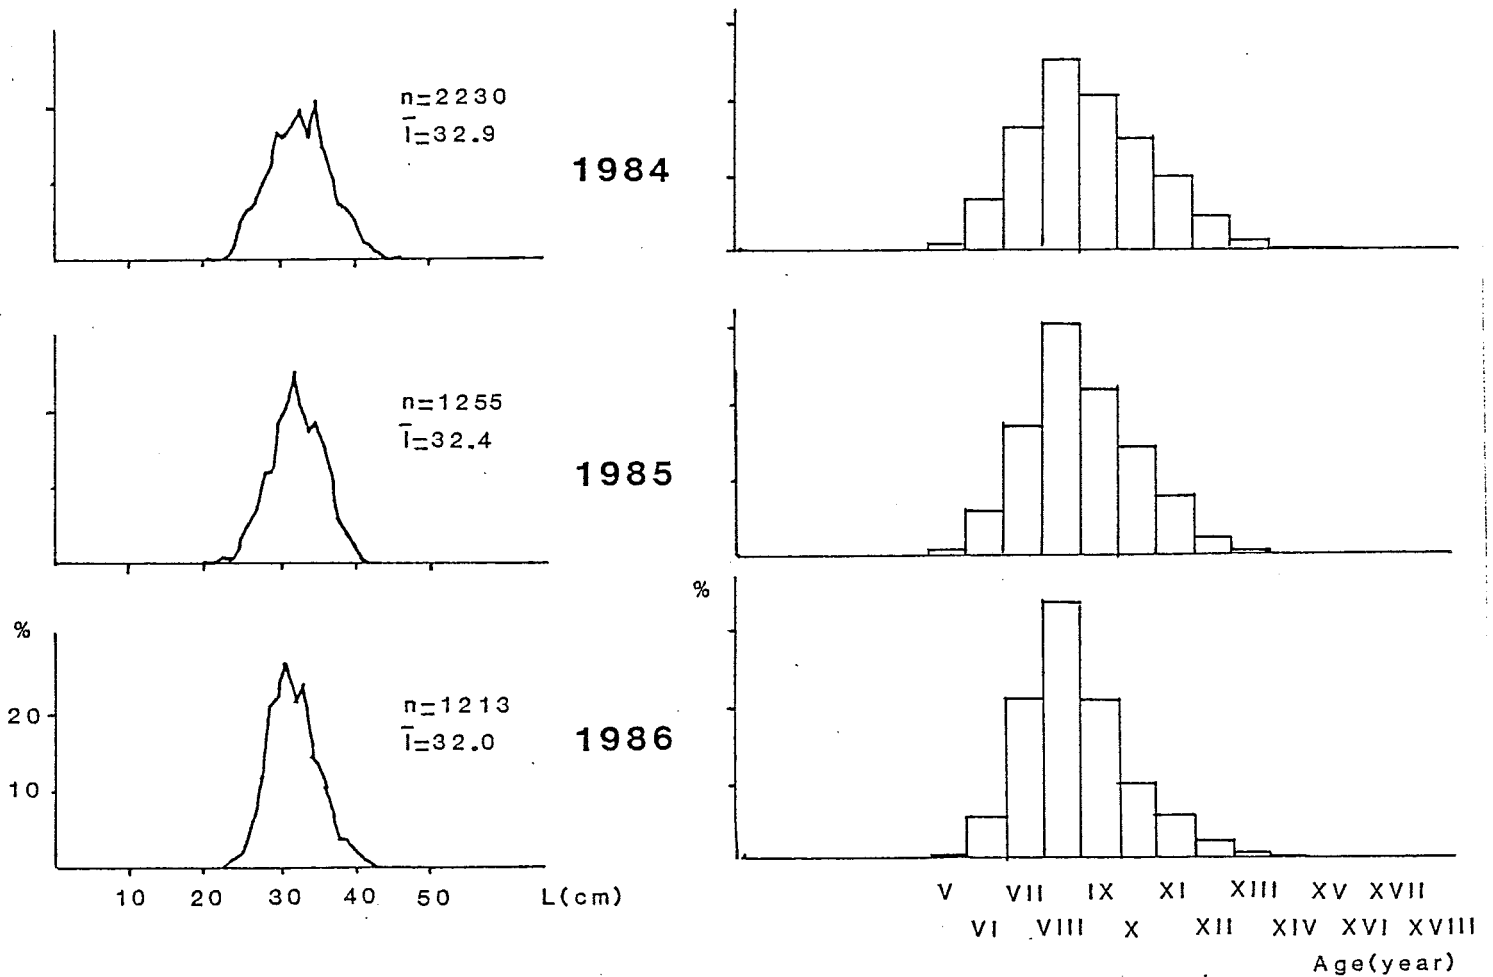 n=2230
l̅=32.9
1984
n=1255
l̅=32.4
1985
%
%
20
10
n=1213
l̅=32.0
1986
10 20 30 40 50 L(cm)
V VII IX XI XIII XV XVII
VI VIII X XII XIV XVI XVIII
Age(year)